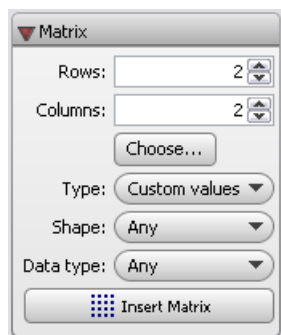 Matrix
Rows: 2
Columns: 2
Choose...
Type: Custom values
Shape: Any
Data type: Any
Insert Matrix